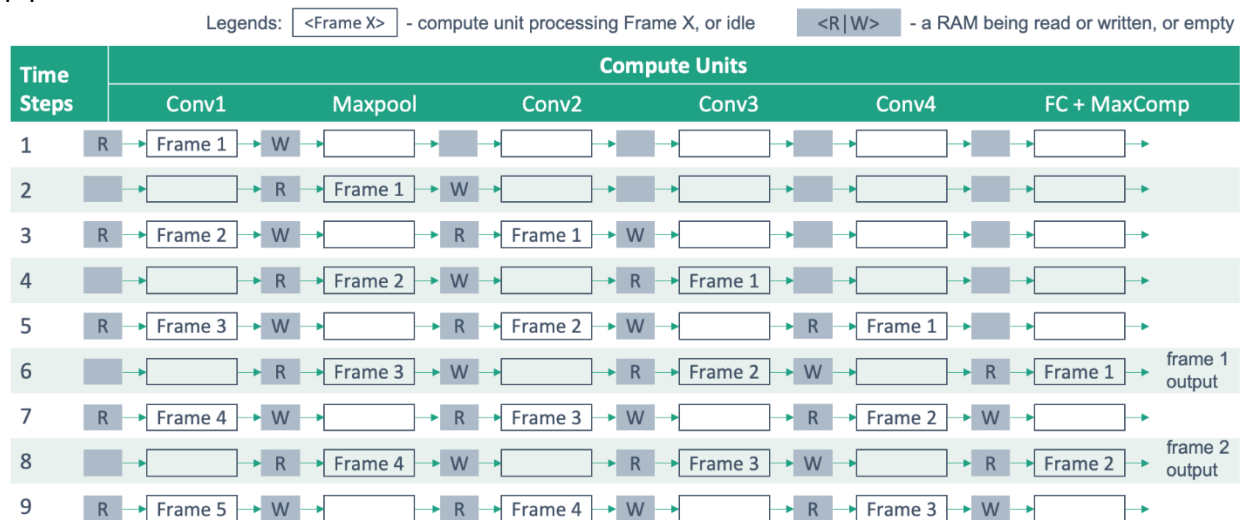 Legends: <Frame X> - compute unit processing Frame X, or idle <R|W> - a RAM being read or written, or empty
Time Steps Compute Units
Conv1 Maxpool Conv2 Conv3 Conv4 FC + MaxComp
1 R Frame 1 W
2 R Frame 1 W
3 R Frame 2 W R Frame 1 W
4 R Frame 2 W R Frame 1
5 R Frame 3 W R Frame 2 W R Frame 1
6 R Frame 3 W R Frame 2 W R Frame 1 frame 1 output
7 R Frame 4 W R Frame 3 W R Frame 2 W
8 R Frame 4 W R Frame 3 W R Frame 2 frame 2 output
9 R Frame 5 W R Frame 4 W R Frame 3 W